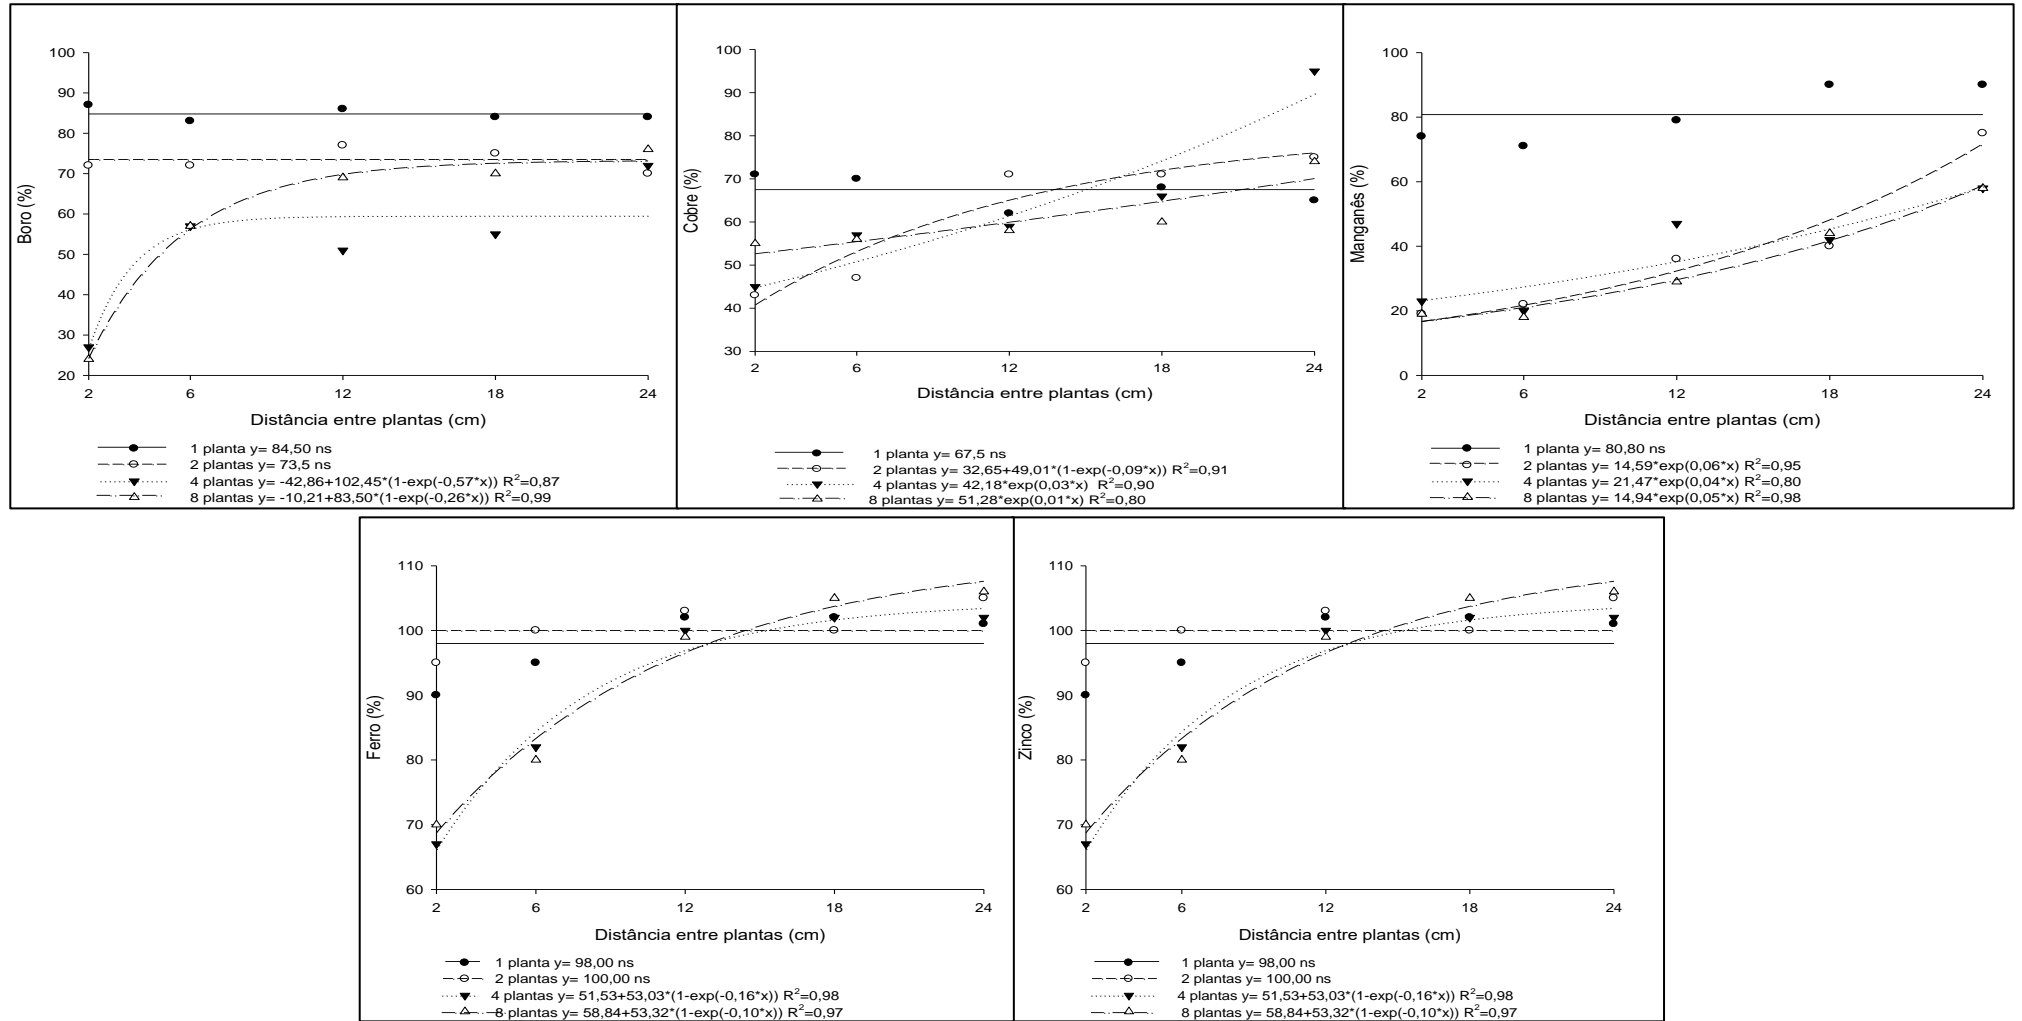 100
90
80
70
60
50
40
30
20
Boro (%)
2 6 12 18 24
Distância entre plantas (cm)
1 planta y= 84,50 ns
2 plantas y= 73,5 ns
4 plantas y= -42,86+102,45*(1-exp(-0,57*x)) R²=0,87
8 plantas y= -10,21+83,50*(1-exp(-0,26*x)) R²=0,99
100
90
80
70
60
50
40
30
Cobre (%)
2 6 12 18 24
Distância entre plantas (cm)
1 planta y= 67,5 ns
2 plantas y= 32,65+49,01*(1-exp(-0,09*x)) R²=0,91
4 plantas y= 42,18*exp(0,03*x) R²=0,90
8 plantas y= 51,28*exp(0,01*x) R²=0,80
100
80
60
40
20
0
Manganês (%)
2 6 12 18 24
Distância entre plantas (cm)
1 planta y= 80,80 ns
2 plantas y= 14,59*exp(0,06*x) R²=0,95
4 plantas y= 21,47*exp(0,04*x) R²=0,80
8 plantas y= 14,94*exp(0,05*x) R²=0,98
110
100
90
80
70
60
Ferro (%)
2 6 12 18 24
Distância entre plantas (cm)
1 planta y= 98,00 ns
2 plantas y= 100,00 ns
4 plantas y= 51,53+53,03*(1-exp(-0,16*x)) R²=0,98
8 plantas y= 58,84+53,32*(1-exp(-0,10*x)) R²=0,97
110
100
90
80
70
60
Zinco (%)
2 6 12 18 24
Distância entre plantas (cm)
1 planta y= 98,00 ns
2 plantas y= 100,00 ns
4 plantas y= 51,53+53,03*(1-exp(-0,16*x)) R²=0,98
8 plantas y= 58,84+53,32*(1-exp(-0,10*x)) R²=0,97